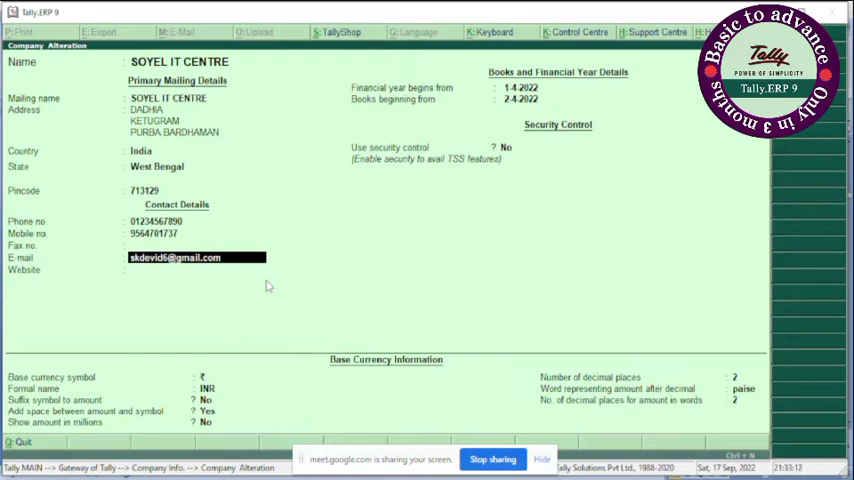 Tally.ERP 9
P: Print
E: Export
M: E-Mail
O: Upload
S: TallyShop
G: Language
K: Keyboard
K: Control Centre
H: Support Centre
Company Alteration
Name : SOYEL IT CENTRE
Primary Mailing Details
Mailing name : SOYEL IT CENTRE
Address : DADHIA
KETUGRAM
PURBA BARDHAMAN
Country : India
State : West Bengal
Pincode : 713129
Contact Details
Phone no. : 01234567890
Mobile no. : 9564701737
Fax no. :
E-mail : skdevid6@gmail.com
Website :
Books and Financial Year Details
Financial year begins from : 1-4-2022
Books beginning from : 2-4-2022
Security Control
Use security control ? No
(Enable security to avail TSS features)
Basic to advance
Tally
POWER OF SIMPLICITY
Tally.ERP 9
Only in 3 months
Base Currency Information
Base currency symbol : ₹
Formal name : INR
Suffix symbol to amount ? No
Add space between amount and symbol ? Yes
Show amount in millions ? No
Number of decimal places : 2
Word representing amount after decimal : paise
No. of decimal places for amount in words : 2
Q: Quit
Ctrl + N
meet.google.com is sharing your screen.
Stop sharing
Hide
Tally MAIN --> Gateway of Tally --> Company Info. --> Company Alteration
Tally Solutions Pvt Ltd., 1988-2020
Sat, 17 Sep, 2022
21:33:12